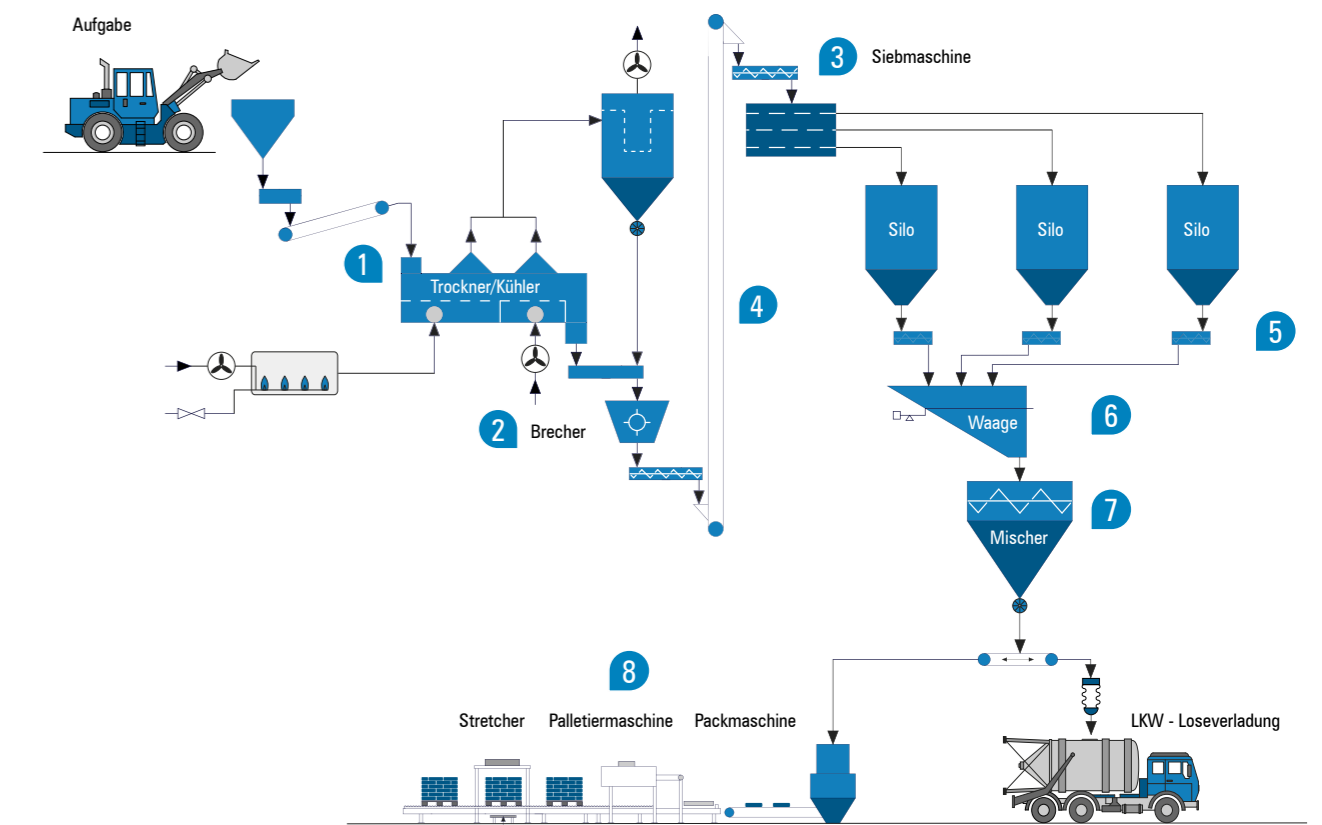 Aufgabe
3
Siebmaschine
Silo
Silo
Silo
1
Trockner/Kühler
4
5
2
Brecher
6
Waage
7
Mischer
8
Stretcher
Palletiermaschine
Packmaschine
LKW - Loseverladung